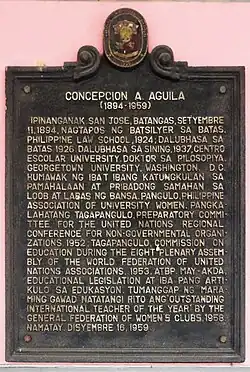 CONCEPCION A. AGUILA
(1894-1959)
IPINANGANAK, SAN JOSE, BATANGAS, SETYEMBRE
11, 1894, NAGTAPOS NG BATSILYER SA BATAS,
PHILIPPINE LAW SCHOOL, 1924; DALUBHASA SA
BATAS 1926 DALUBHASA SA SINING, 1937, CENTRO
ESCOLAR UNIVERSITY. DOKTOR SA PILOSOPIYA,
GEORGETOWN UNIVERSITY, WASHINGTON D.C.
HUMAWAK NG IBAT IBANG KATUNGKULAN SA
PAMAHALAAN AT PRIBADONG SAMAHAN SA
LOOB AT LABAS NG BANSA, PANGULO, PHILIPPINE
ASSOCIATION OF UNIVERSITY WOMEN, PANGKA
LAHATANG TAGAPANGULO, PREPARATORY COMMI-
TTEE FOR THE UNITED NATIONS REGIONAL
CONFERENCE FOR NON-GOVERNMENTAL ORGANI-
ZATIONS, 1952, TAGAPANGULO, COMMISSION ON
EDUCATION DURING THE EIGHT PLENARY ASSEM-
BLY OF THE WORLD FEDERATION OF UNITED
NATIONS ASSOCIATIONS, 1953, ATBP. MAY-AKDA,
EDUCATIONAL LEGISLATION AT IBA PANG ARTI-
KULO SA EDUKASYON. TUMANGGAP NG MARA
MING GAWAD NATATANGI RITO ANG "OUTSTANDING
INTERNATIONAL TEACHER OF THE YEAR" BY THE
GENERAL FEDERATION OF WOMEN'S CLUBS, 1958.
NAMATAY, DISYEMBRE 16, 1959.